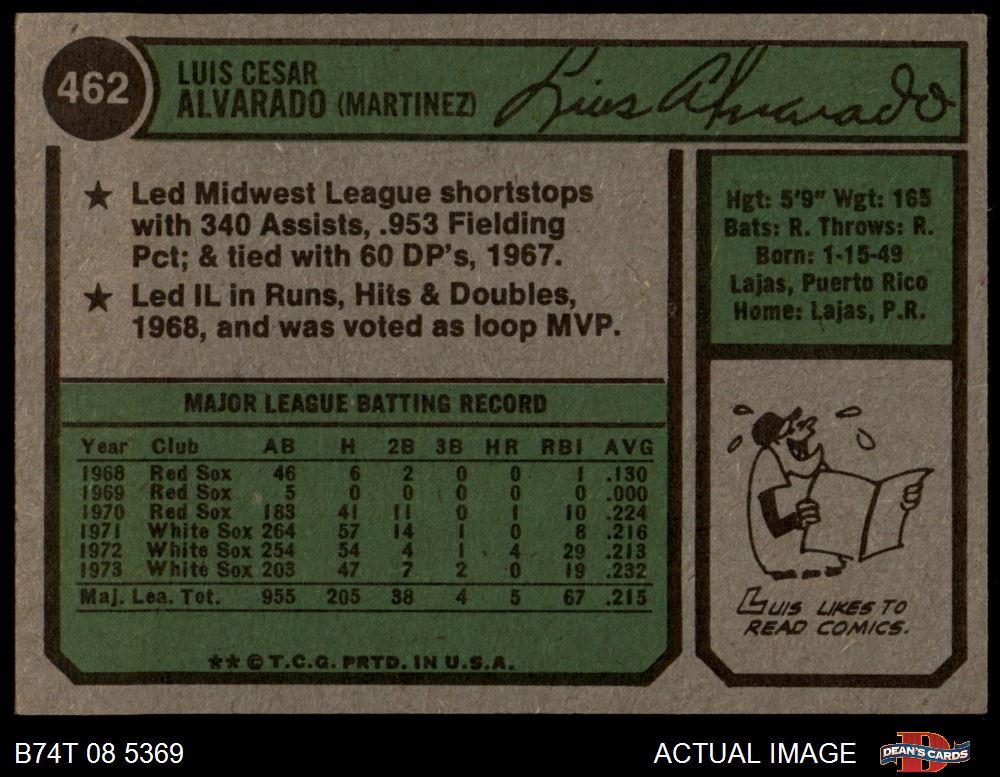 462
LUIS CESAR
ALVARADO (MARTINEZ)
Luis Alvarado
★ Led Midwest League shortstops
with 340 Assists, .953 Fielding
Pct; & tied with 60 DP's, 1967.
★ Led IL in Runs, Hits & Doubles,
1968, and was voted as loop MVP.
Hgt: 5'9" Wgt: 165
Bats: R. Throws: R.
Born: 1-15-49
Lajas, Puerto Rico
Home: Lajas, P.R.
MAJOR LEAGUE BATTING RECORD
Year Club AB H 2B 3B HR RBI AVG
1968 Red Sox 46 6 2 0 0 1 .130
1969 Red Sox 5 0 0 0 0 0 .000
1970 Red Sox 183 41 11 0 1 10 .224
1971 White Sox 264 57 14 1 0 8 .216
1972 White Sox 254 54 4 1 4 29 .213
1973 White Sox 203 47 7 2 0 19 .232
Maj. Lea. Tot. 955 205 38 4 5 67 .215
** © T.C.G. PRTD. IN U.S.A.
LUIS LIKES TO
READ COMICS.
B74T 08 5369
ACTUAL IMAGE
DEAN'S CARDS